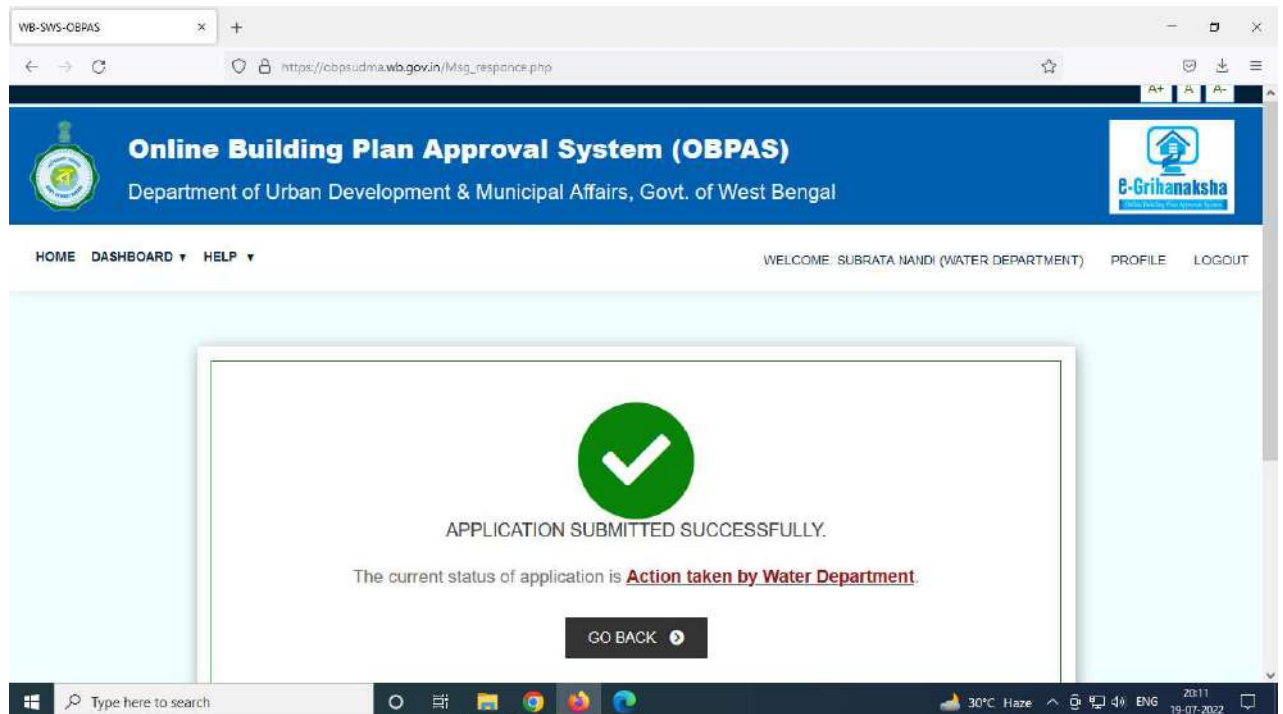 WB-SWS-OBPAS
https://obpsudma.wb.gov.in/Msg_responce.php
A+ A A-
Online Building Plan Approval System (OBPAS)
Department of Urban Development & Municipal Affairs, Govt. of West Bengal
e-Grihanaksha
HOME DASHBOARD ▾ HELP ▾ WELCOME: SUBRATA NANDI (WATER DEPARTMENT) PROFILE LOGOUT
APPLICATION SUBMITTED SUCCESSFULLY.
The current status of application is Action taken by Water Department.
GO BACK
Type here to search
30°C Haze ENG 20:11
19-07-2022